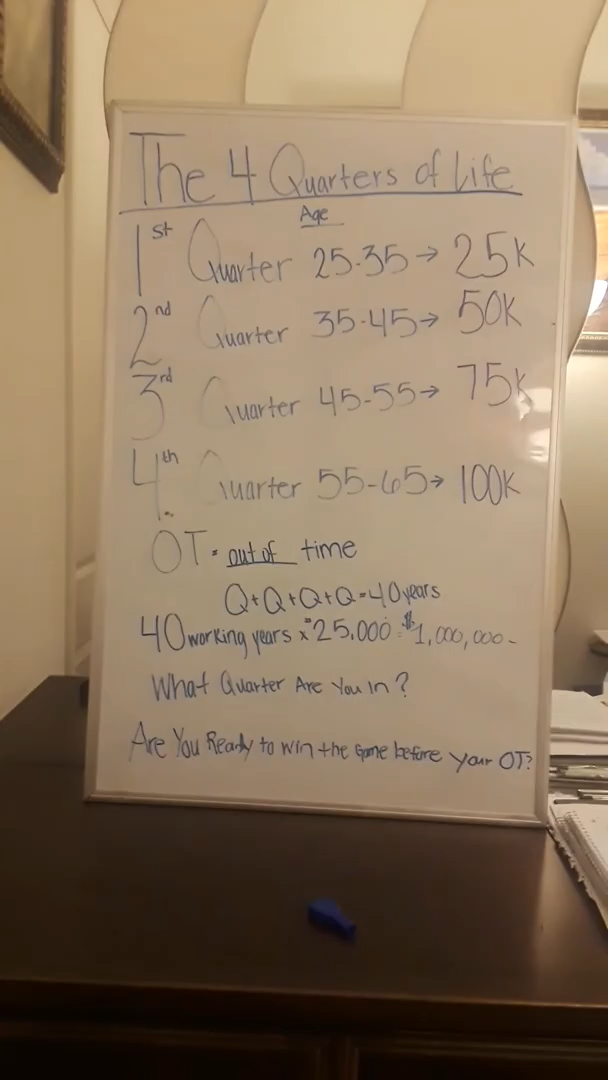 The 4 Quarters of Life
Age
1st Quarter 25-35→ 25K
2nd Quarter 35-45→ 50K
3rd Quarter 45-55→ 75K
4th Quarter 55-65→ 100K
OT = out of time
Q+Q+Q+Q=40years
40 working years x $25,000 = $1,000,000-
What Quarter Are You In?
Are You Ready to win the Game before your OT?